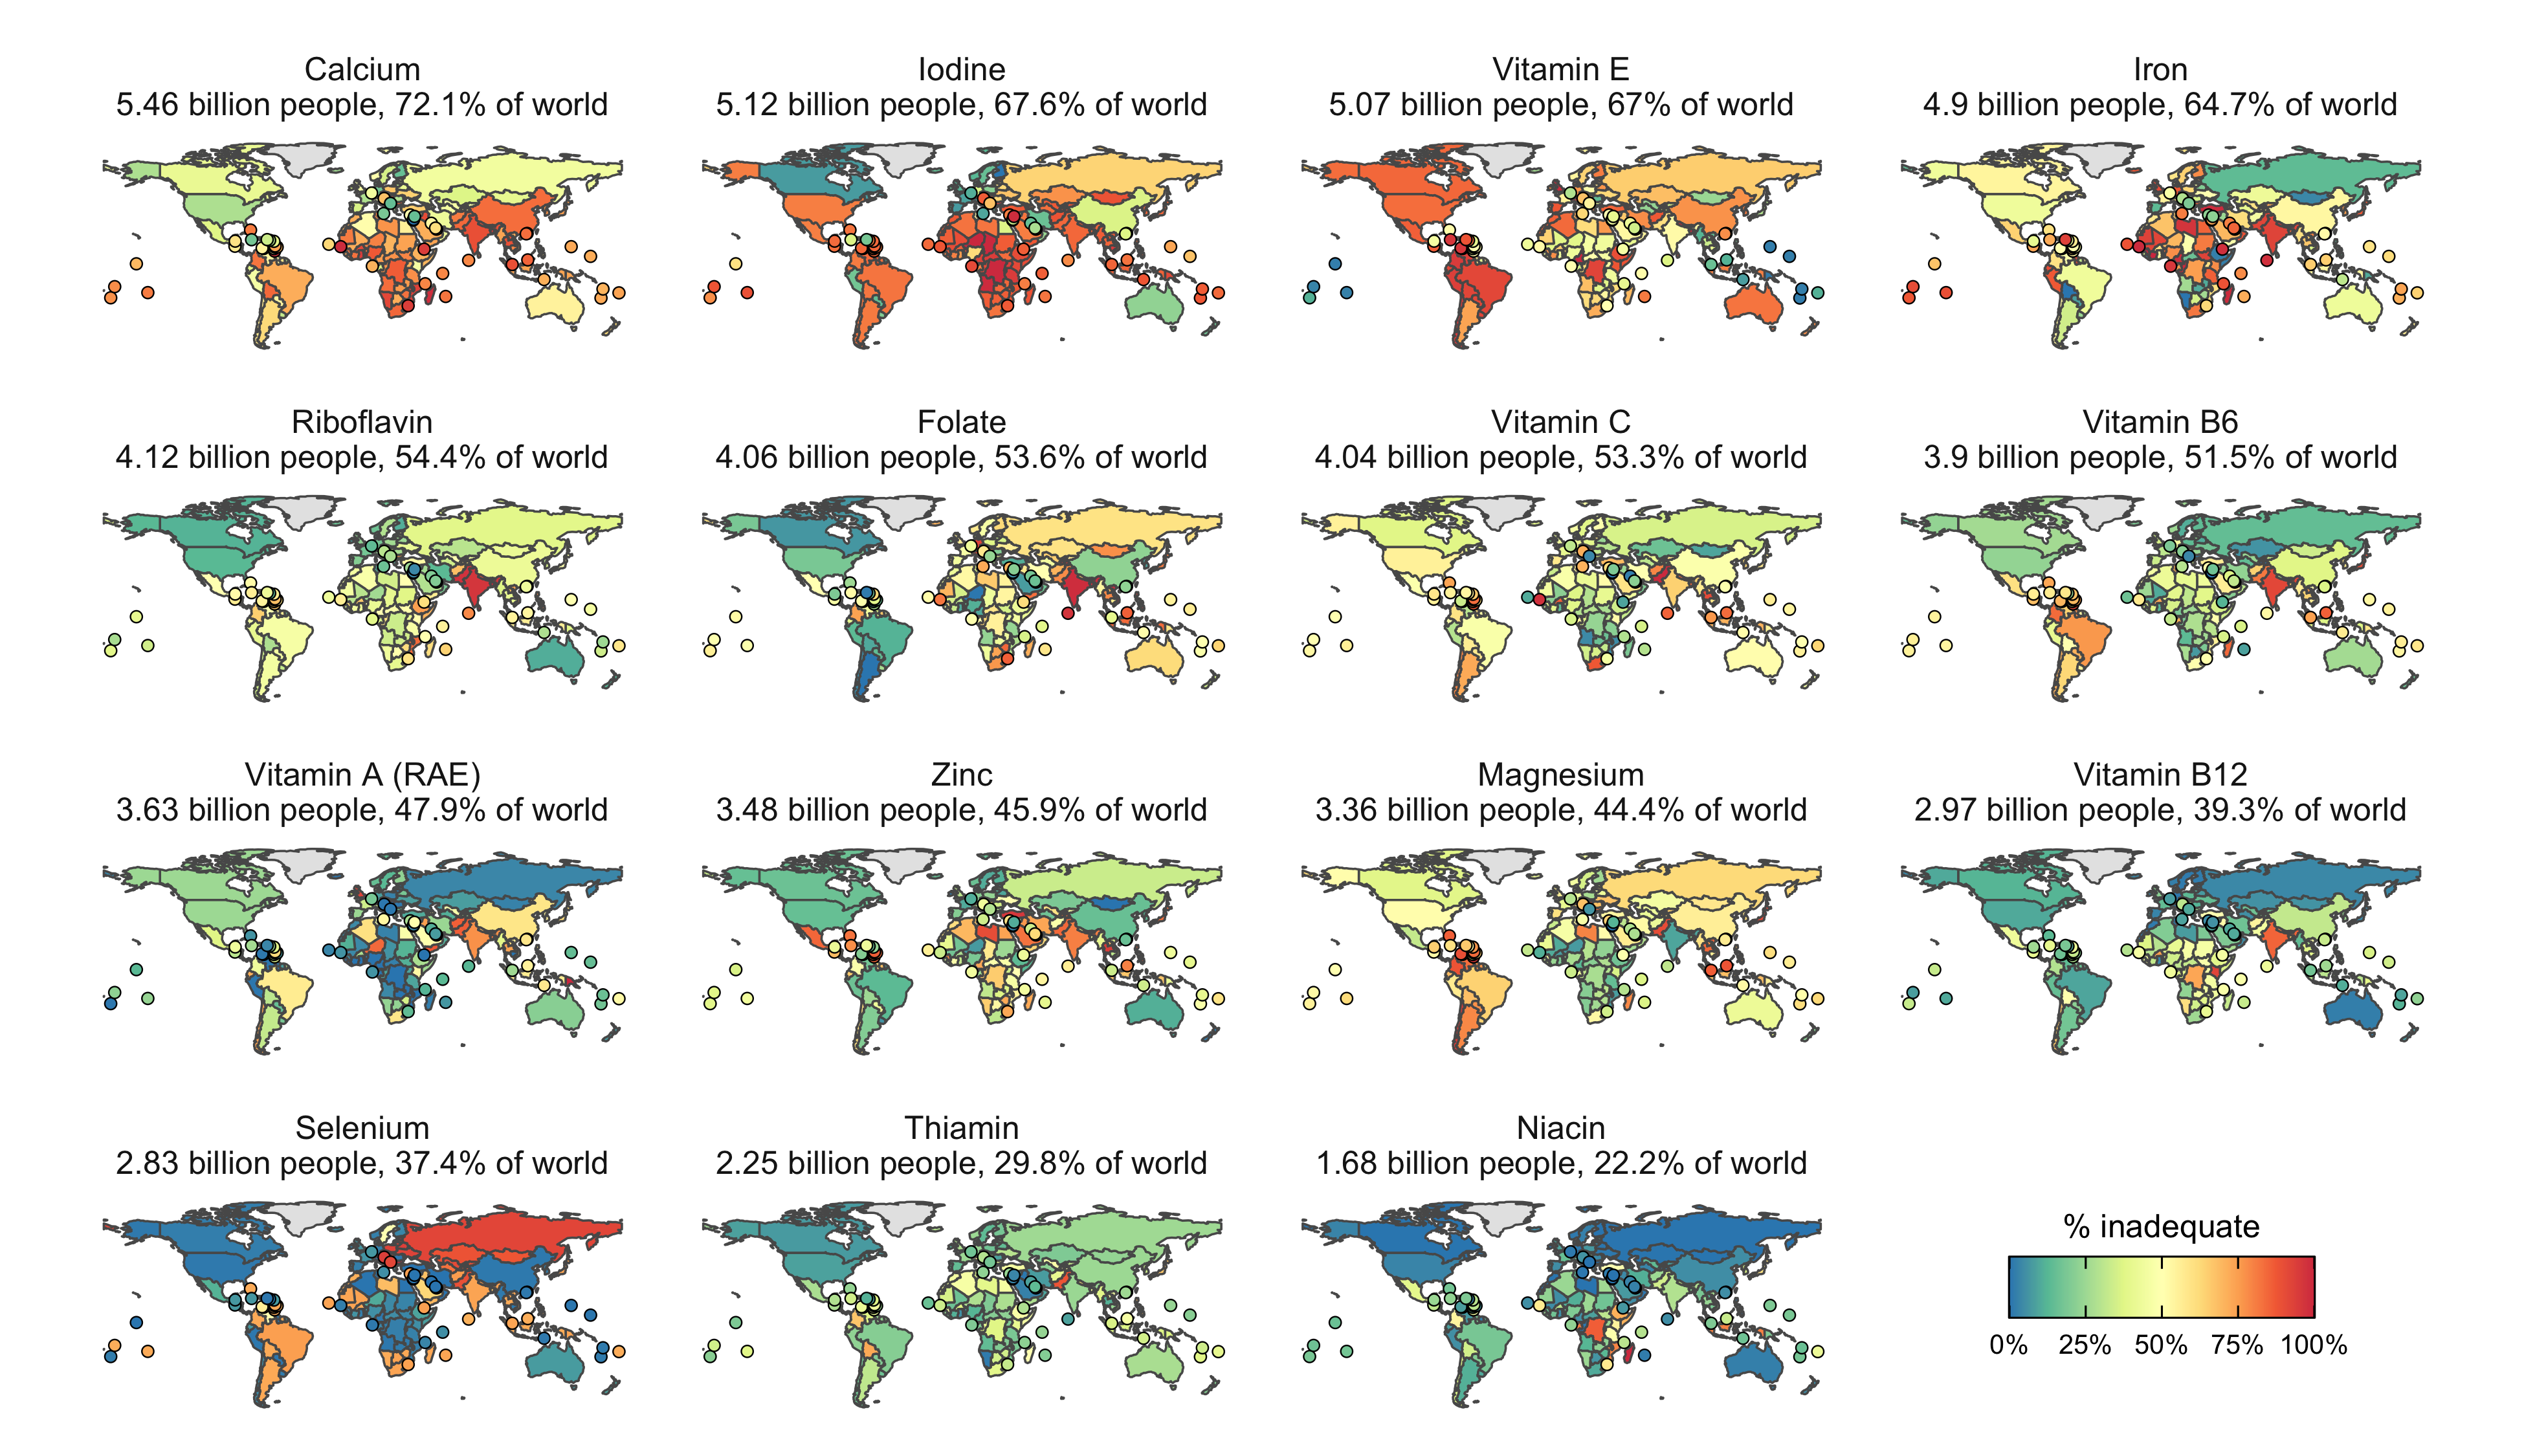 Calcium
5.46 billion people, 72.1% of world
Iodine
5.12 billion people, 67.6% of world
Vitamin E
5.07 billion people, 67% of world
Iron
4.9 billion people, 64.7% of world
Riboflavin
4.12 billion people, 54.4% of world
Folate
4.06 billion people, 53.6% of world
Vitamin C
4.04 billion people, 53.3% of world
Vitamin B6
3.9 billion people, 51.5% of world
Vitamin A (RAE)
3.63 billion people, 47.9% of world
Zinc
3.48 billion people, 45.9% of world
Magnesium
3.36 billion people, 44.4% of world
Vitamin B12
2.97 billion people, 39.3% of world
Selenium
2.83 billion people, 37.4% of world
Thiamin
2.25 billion people, 29.8% of world
Niacin
1.68 billion people, 22.2% of world
% inadequate
0% 25% 50% 75% 100%